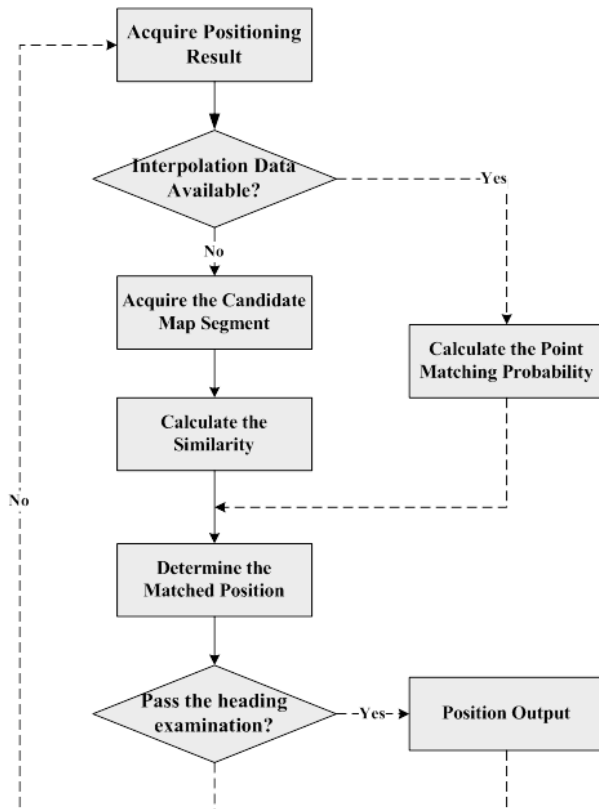 Acquire Positioning
Result
Interpolation Data
Available?
Yes
No
Acquire the Candidate
Map Segment
Calculate the Point
Matching Probability
Calculate the
Similarity
No
Determine the
Matched Position
Pass the heading
examination?
Yes
Position Output